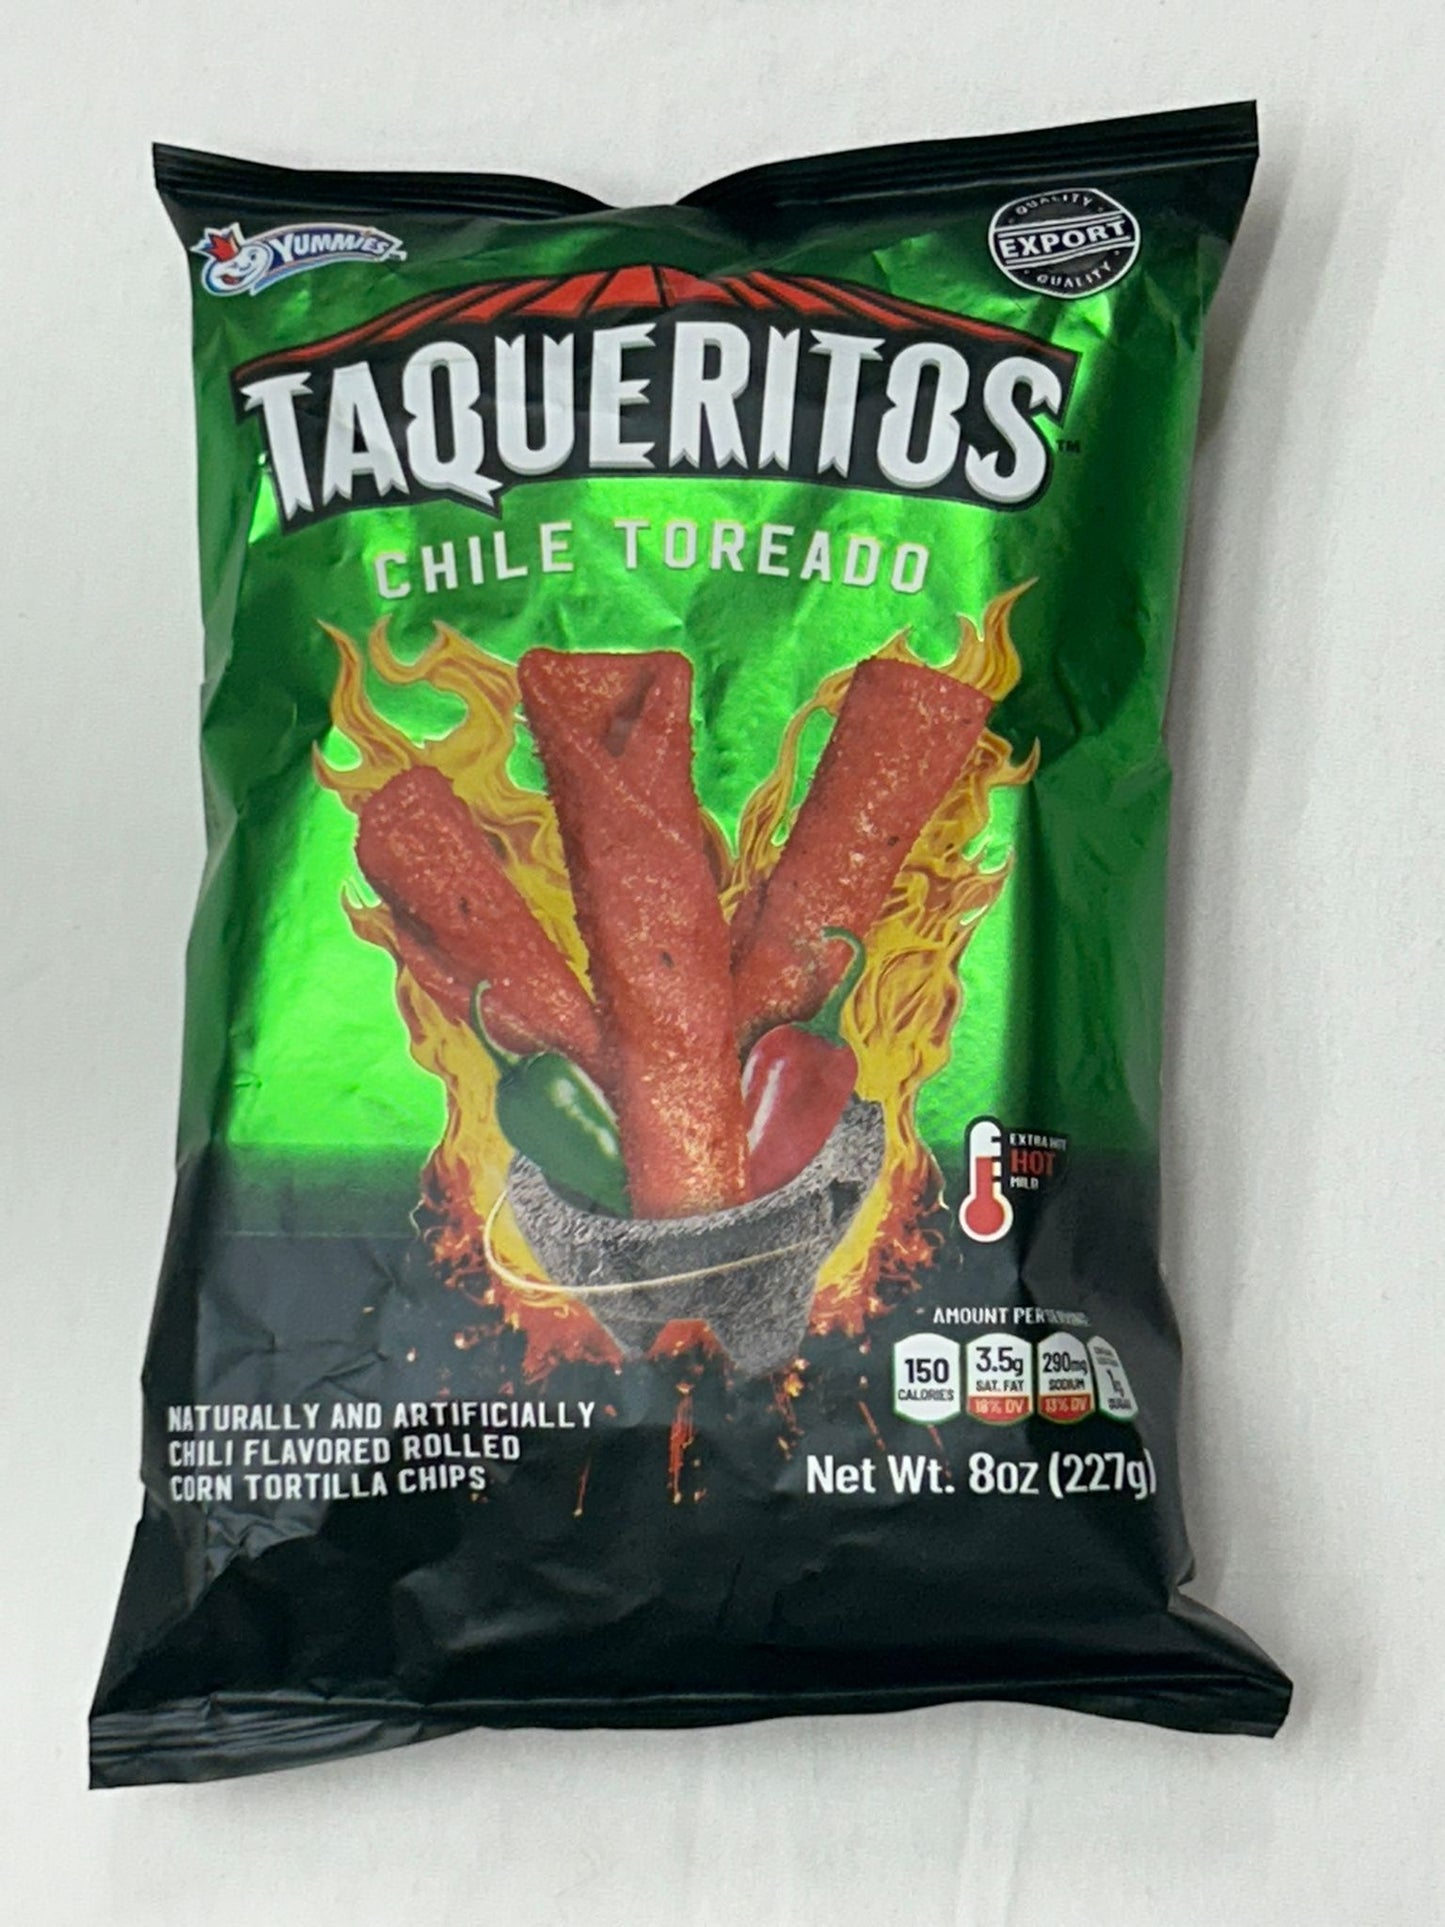 YUMMIES
QUALITY
EXPORT
QUALITY
TAQUERITOS™
CHILE TOREADO
EXTRA HOT
HOT
MILD
AMOUNT PER SERVING
150
CALORIES
3.5g
SAT. FAT
18% DV
290mg
SODIUM
13% DV
1g
NATURALLY AND ARTIFICIALLY
CHILI FLAVORED ROLLED
CORN TORTILLA CHIPS
Net Wt. 8oz (227g)